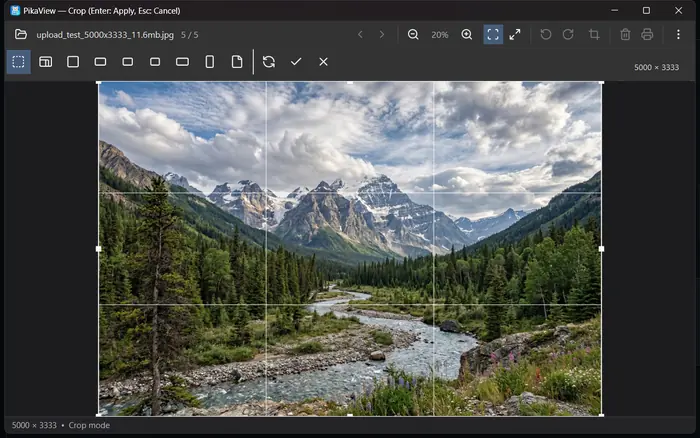 PikaView — Crop (Enter: Apply, Esc: Cancel)
upload_test_5000x3333_11.6mb.jpg 5 / 5
20%
5000 × 3333
5000 × 3333 • Crop mode